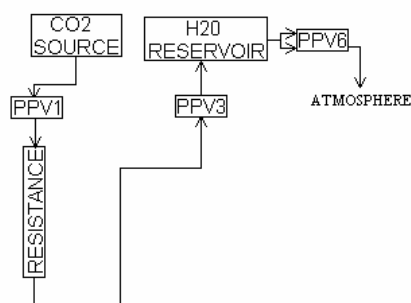 CO2
SOURCE
H20
RESERVOIR
PPV6
PPV1
PPV3
ATMOSPHERE
RESISTANCE